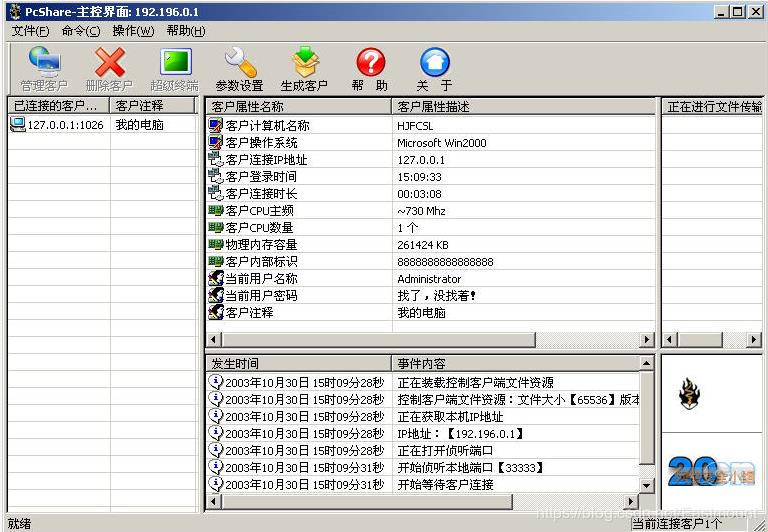 PcShare-主控界面: 192.196.0.1
文件(F) 命令(C) 操作(W) 帮助(H)
管理客户 删除客户 超级终端 参数设置 生成客户 帮 助 关 于
已连接的客户... 客户注释
127.0.0.1:1026 我的电脑
客户属性名称 客户属性描述
客户计算机名称 HJFCSL
客户操作系统 Microsoft Win2000
客户连接IP地址 127.0.0.1
客户登录时间 15:09:33
客户连接时长 00:03:08
客户CPU主频 ~730 Mhz
客户CPU数量 1 个
物理内存容量 261424 KB
客户内部标识 8888888888888888
当前用户名称 Administrator
当前用户密码 找了，没找着!
客户注释 我的电脑
正在进行文件传输
发生时间 事件内容
2003年10月30日 15时09分28秒 正在装载控制客户端文件资源
2003年10月30日 15时09分28秒 控制客户端文件资源：文件大小【65536】版本
2003年10月30日 15时09分28秒 正在获取本机IP地址
2003年10月30日 15时09分28秒 IP地址：【192.196.0.1】
2003年10月30日 15时09分28秒 正在打开侦听端口
2003年10月30日 15时09分31秒 开始侦听本地端口【33333】
2003年10月30日 15时09分31秒 开始等待客户连接
20
就绪
https://blog.csdn.net/Eastmount
当前连接客户1个